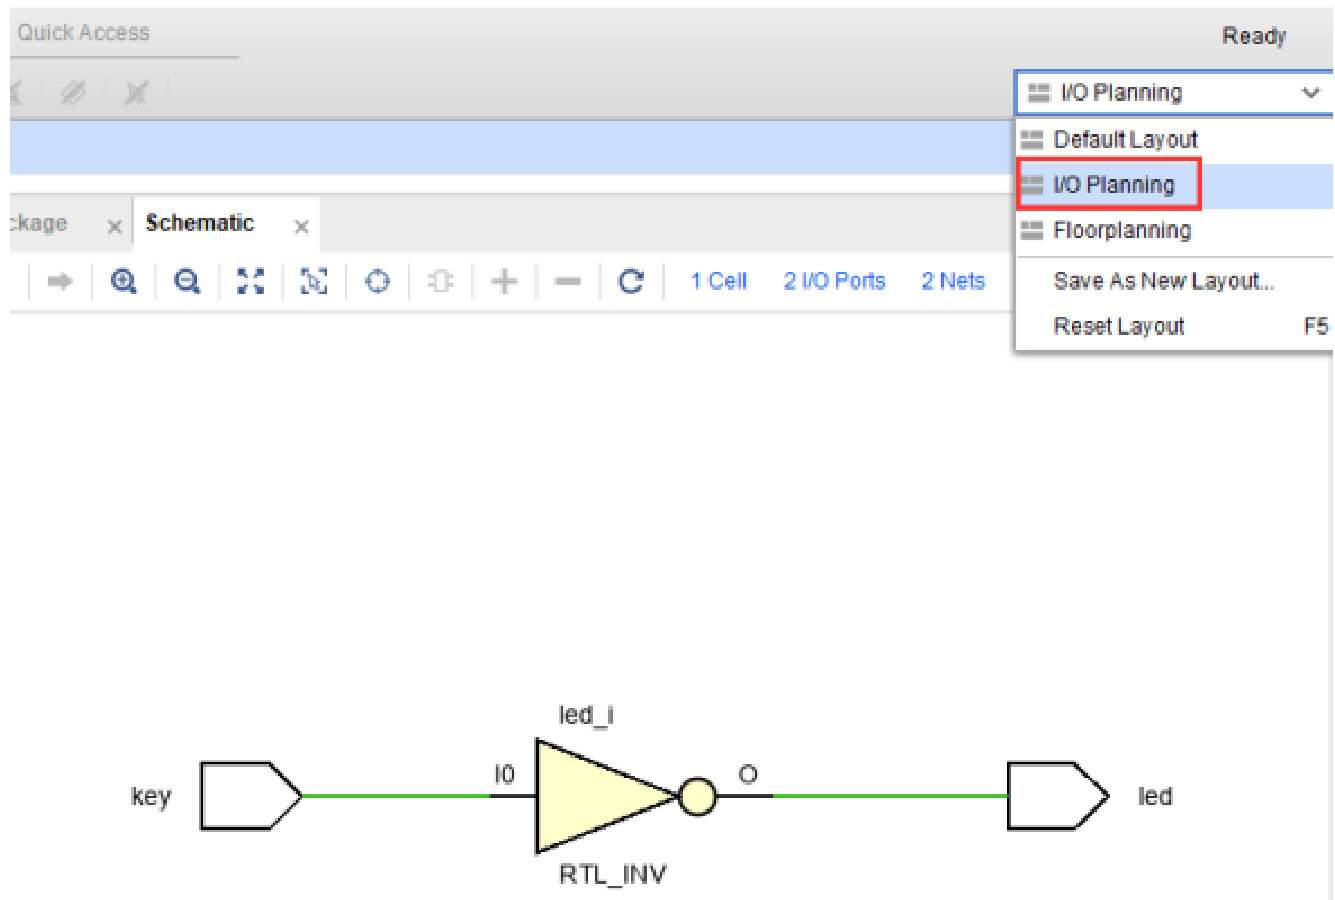 Quick Access
Ready
I/O Planning
Default Layout
I/O Planning
ckage
Schematic
Floorplanning
1 Cell 2 I/O Ports 2 Nets
Save As New Layout...
Reset Layout F5
led_i
I0
O
key
led
RTL_INV